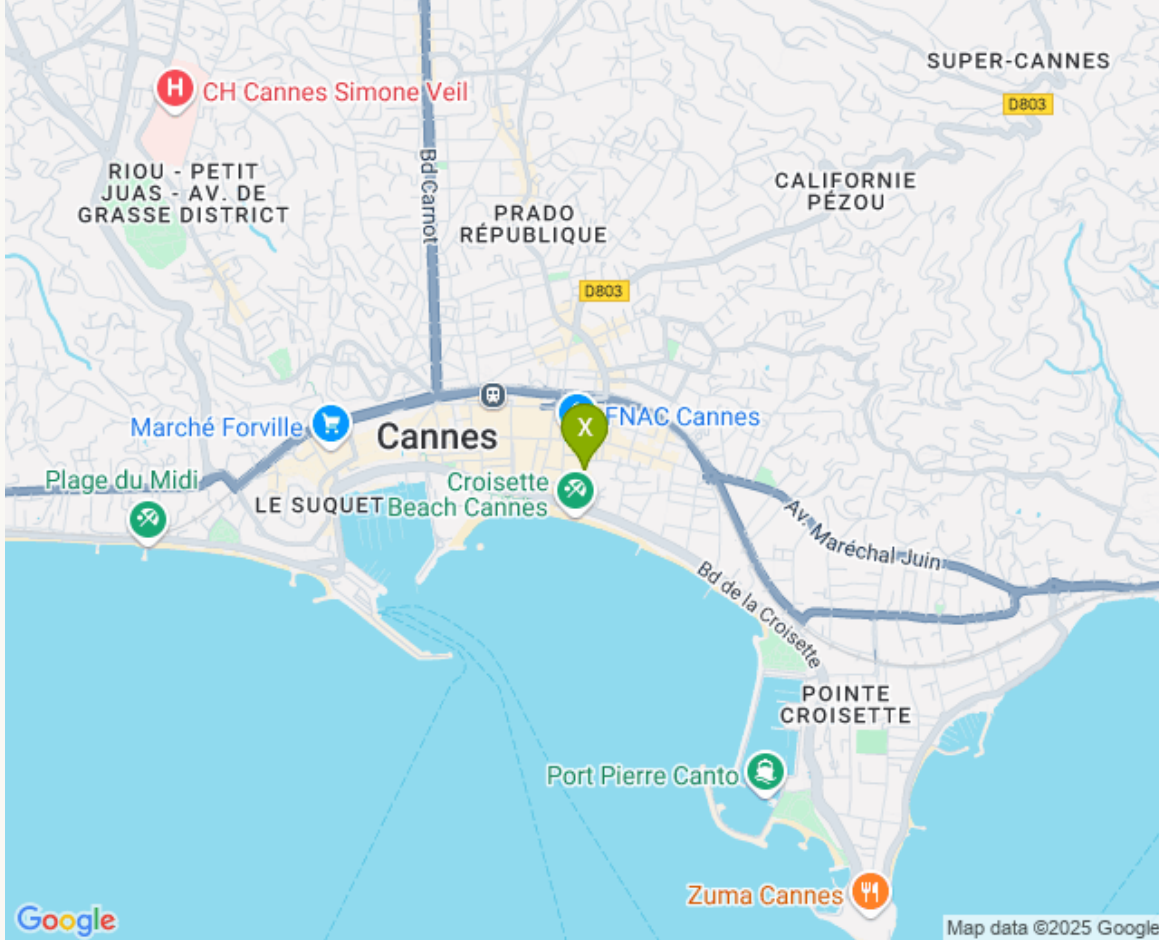 SUPER-CANNES
D803
H
CH Cannes Simone Veil
RIOU - PETIT
JUAS - AV. DE
GRASSE DISTRICT
Bd Carnot
PRADO
RÉPUBLIQUE
CALIFORNIE
PÉZOU
D803
Marché Forville
Cannes
FNAC Cannes
X
Plage du Midi
LE SUQUET
Croisette
Beach Cannes
Av. Maréchal Juin
Bd de la Croisette
POINTE
CROISETTE
Port Pierre Canto
Zuma Cannes
Google
Map data ©2025 Google